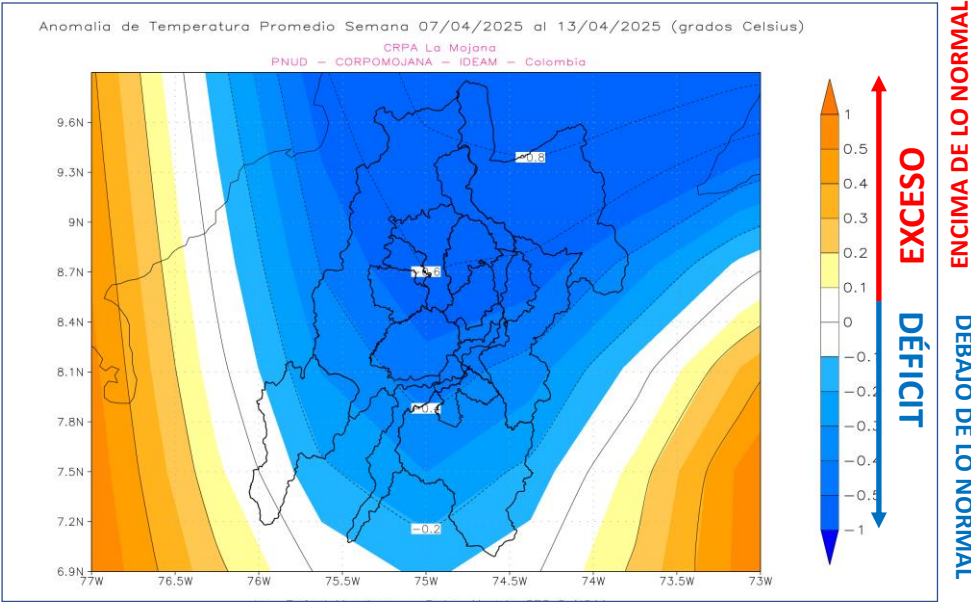 Anomalia de Temperatura Promedio Semana 07/04/2025 al 13/04/2025 (grados Celsius)
CRPA La Mojana
PNUD – CORPOMOJANA – IDEAM – Colombia
9.6N
9.3N
9N
8.7N
8.4N
8.1N
7.8N
7.5N
7.2N
6.9N
77W
76.5W
76W
75.5W
75W
74.5W
74W
73.5W
73W
-0.8
-0.4
-0.2
1
0.5
0.4
0.3
0.2
0.1
0
-0.1
-0.2
-0.3
-0.4
-0.5
-1
EXCESO
DÉFICIT
ENCIMA DE LO NORMAL
DEBAJO DE LO NORMAL